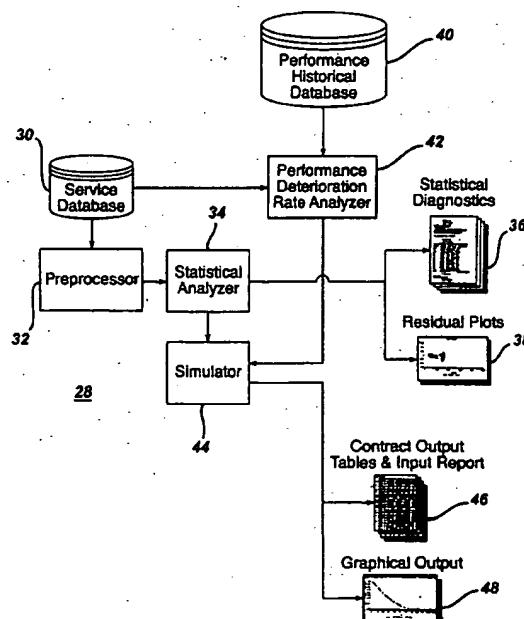 40
Performance
Historical
Database
30
Service
Database
42
Performance
Deterioration
Rate Analyzer
Statistical
Diagnostics
36
34
Preprocessor
32
Statistical
Analyzer
Residual Plots
38
Simulator
28
44
Contract Output
Tables & Input Report
46
Graphical Output
48